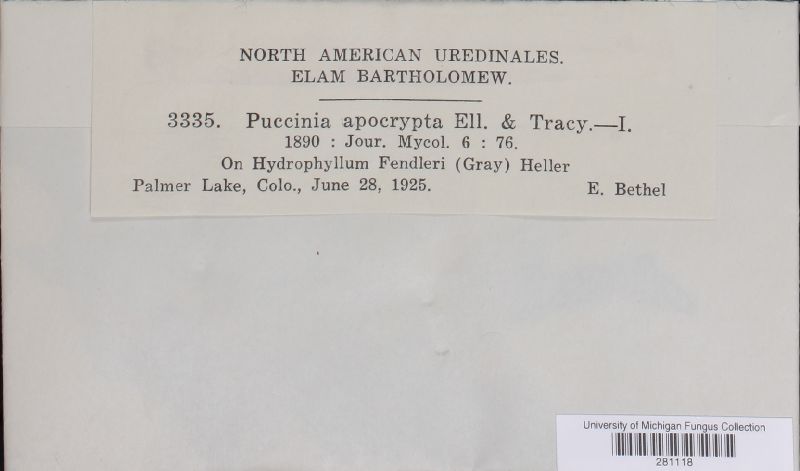 NORTH AMERICAN UREDINALES.
ELAM BARTHOLOMEW.
3335. Puccinia apocrypta Ell. & Tracy.—I.
1890 : Jour. Mycol. 6 : 76.
On Hydrophyllum Fendleri (Gray) Heller
Palmer Lake, Colo., June 28, 1925. E. Bethel
University of Michigan Fungus Collection
281118